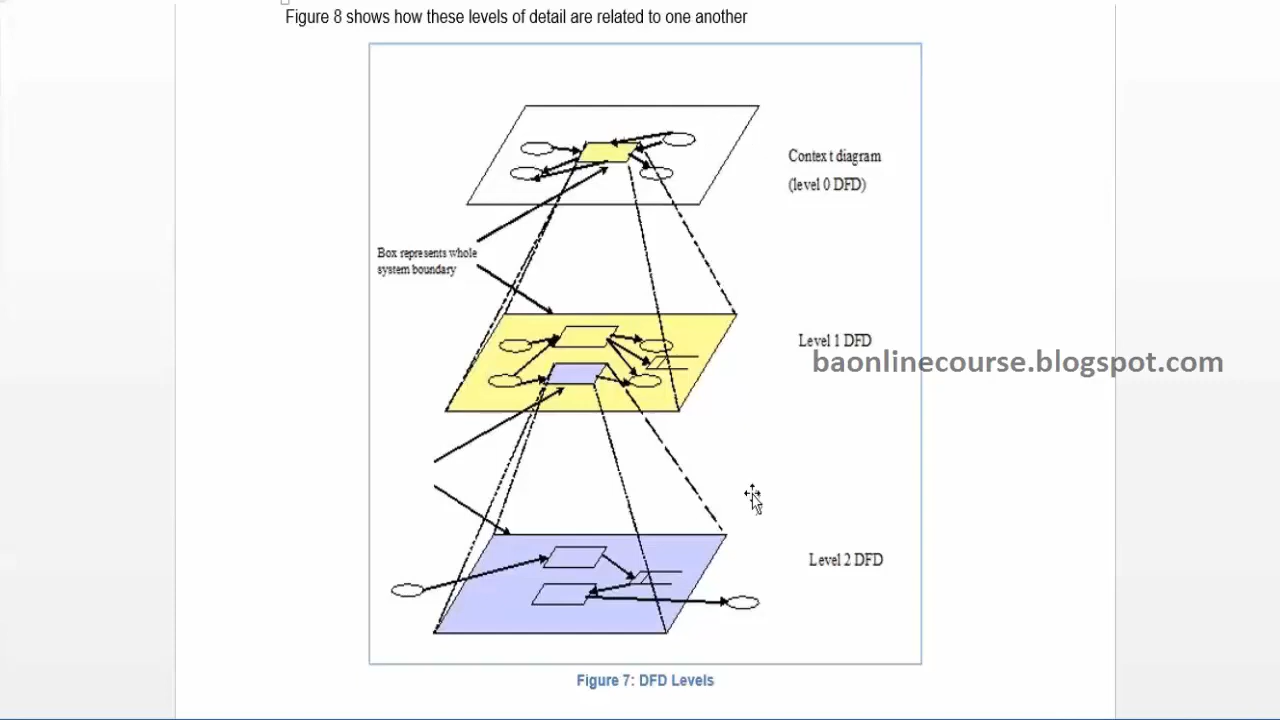 Figure 8 shows how these levels of detail are related to one another
Contex t diagram
(level 0 DFD)
Box represents whole
system boundary
Level 1 DFD
baonlinecourse.blogspot.com
Level 2 DFD
Figure 7: DFD Levels